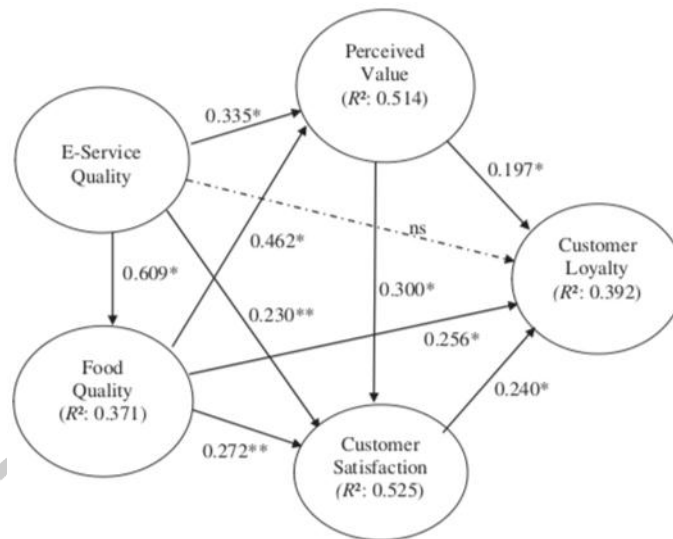 Perceived
Value
(R²: 0.514)
0.335*
E-Service
Quality
0.197*
ns
0.462*
Customer
Loyalty
(R²: 0.392)
0.609*
0.300*
0.230**
0.256*
Food
Quality
(R²: 0.371)
0.240*
0.272**
Customer
Satisfaction
(R²: 0.525)